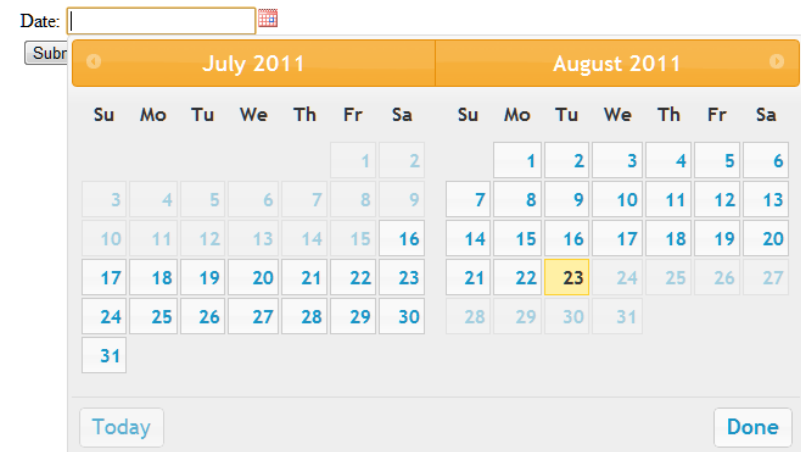 Date:
Subr
July 2011 August 2011
Su Mo Tu We Th Fr Sa Su Mo Tu We Th Fr Sa
1 2 1 2 3 4 5 6
3 4 5 6 7 8 9 7 8 9 10 11 12 13
10 11 12 13 14 15 16 14 15 16 17 18 19 20
17 18 19 20 21 22 23 21 22 23 24 25 26 27
24 25 26 27 28 29 30 28 29 30 31
31
Today Done